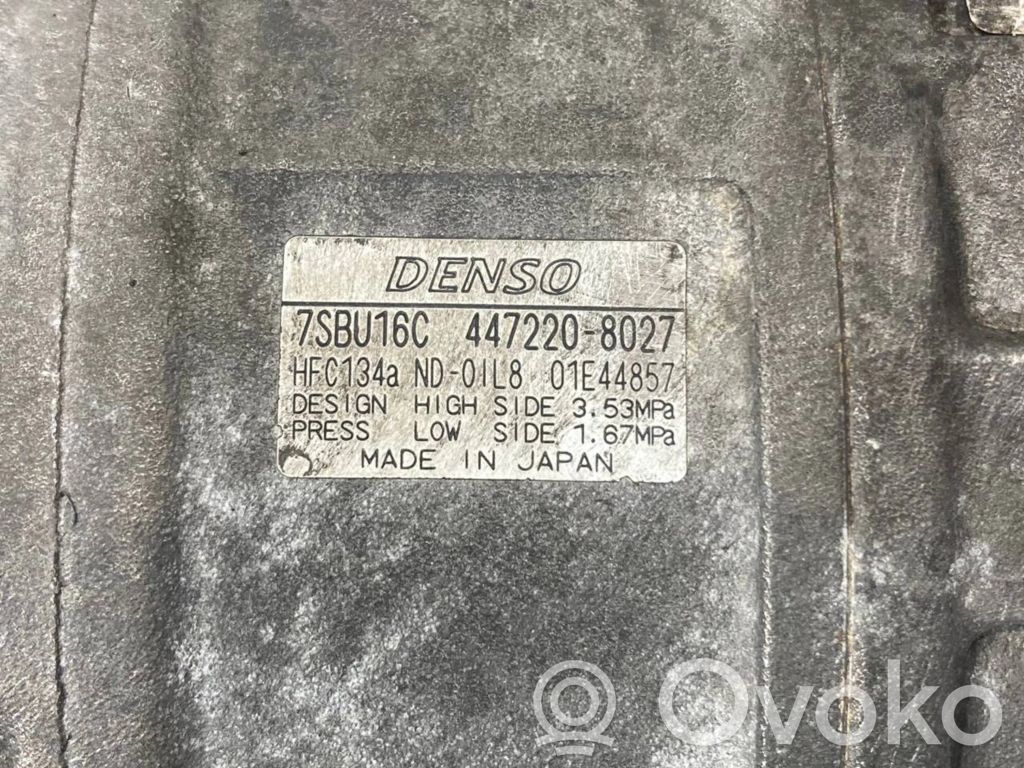 DENSO
7SBU16C 447220-8027
HFC134a ND-OIL8 01E44857
DESIGN HIGH SIDE 3.53MPa
PRESS LOW SIDE 1.67MPa
MADE IN JAPAN
Ovoko